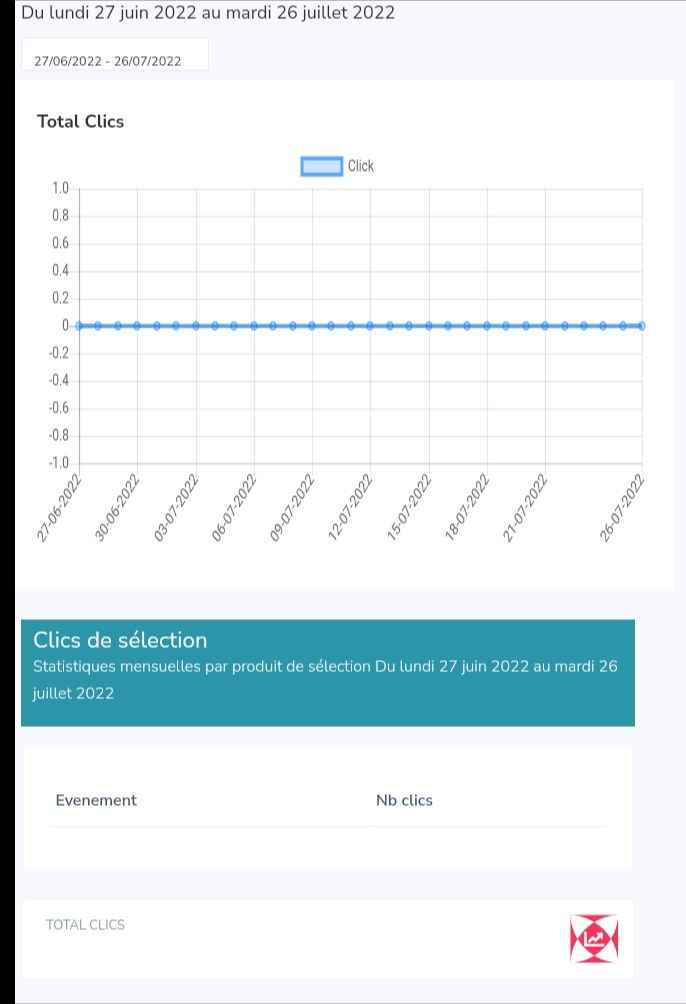 Du lundi 27 juin 2022 au mardi 26 juillet 2022
27/06/2022 - 26/07/2022
Total Clics
Click
1.0
0.8
0.6
0.4
0.2
0
-0.2
-0.4
-0.6
-0.8
-1.0
27-06-2022
30-06-2022
03-07-2022
06-07-2022
09-07-2022
12-07-2022
15-07-2022
18-07-2022
21-07-2022
26-07-2022
Clics de sélection
Statistiques mensuelles par produit de sélection Du lundi 27 juin 2022 au mardi 26
juillet 2022
Evenement Nb clics
TOTAL CLICS